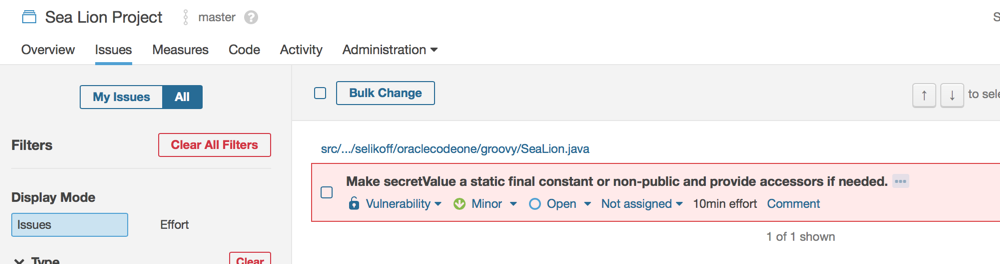 Sea Lion Project master ?
S
Overview Issues Measures Code Activity Administration
My Issues All
Bulk Change
↑ ↓ to sele
Filters Clear All Filters
src/.../selikoff/oraclecodeone/groovy/SeaLion.java
Make secretValue a static final constant or non-public and provide accessors if needed. •••
Display Mode
Vulnerability Minor Open Not assigned 10min effort Comment
Issues Effort
1 of 1 shown
Type Clear